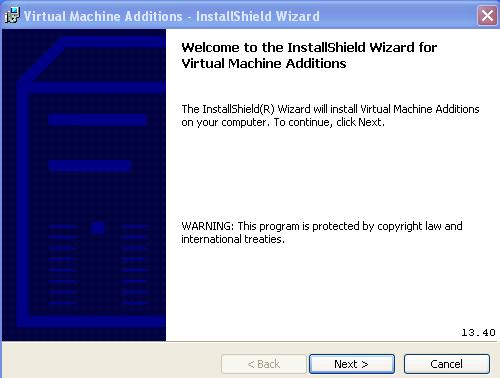 Virtual Machine Additions - InstallShield Wizard
Welcome to the InstallShield Wizard for
Virtual Machine Additions
The InstallShield(R) Wizard will install Virtual Machine Additions
on your computer. To continue, click Next.
WARNING: This program is protected by copyright law and
international treaties.
13.40
< Back
Next >
Cancel